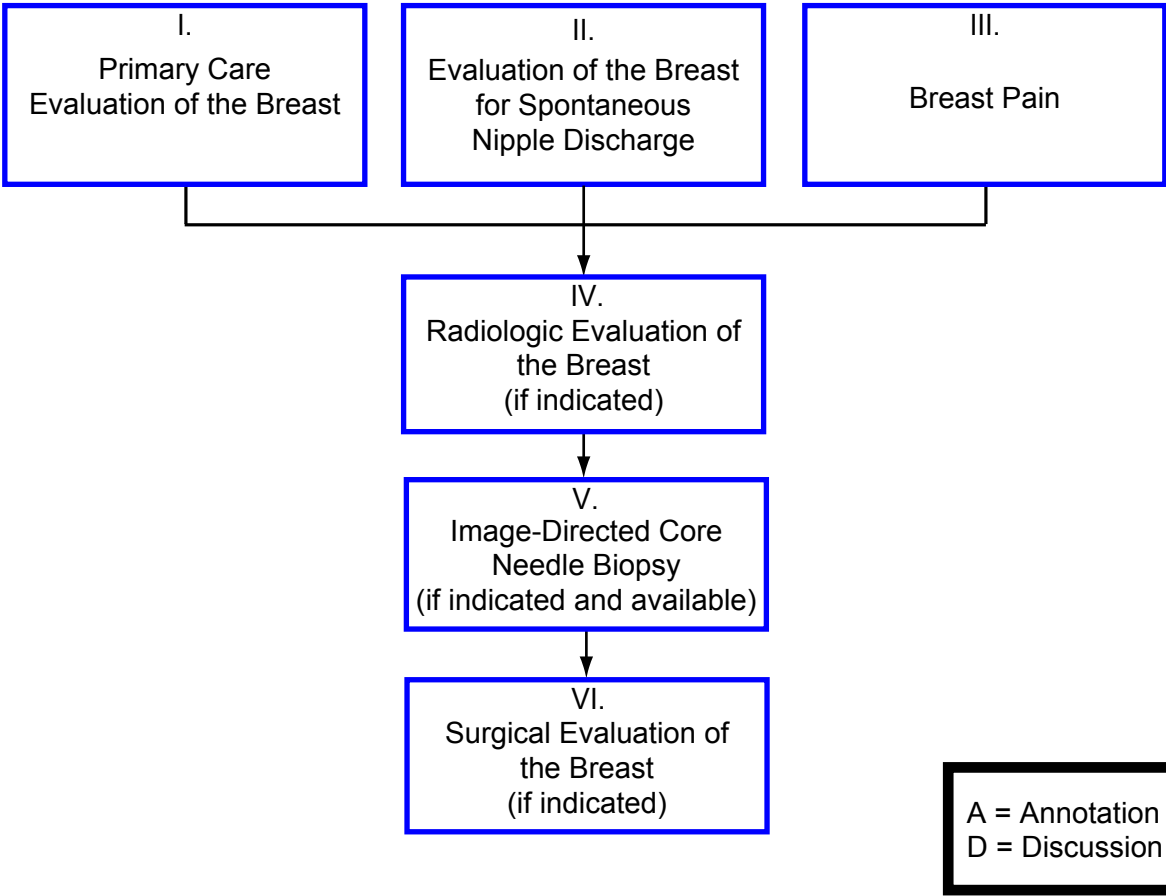 I.
Primary Care
Evaluation of the Breast
II.
Evaluation of the Breast
for Spontaneous
Nipple Discharge
III.
Breast Pain
IV.
Radiologic Evaluation of
the Breast
(if indicated)
V.
Image-Directed Core
Needle Biopsy
(if indicated and available)
VI.
Surgical Evaluation of
the Breast
(if indicated)
A = Annotation
D = Discussion